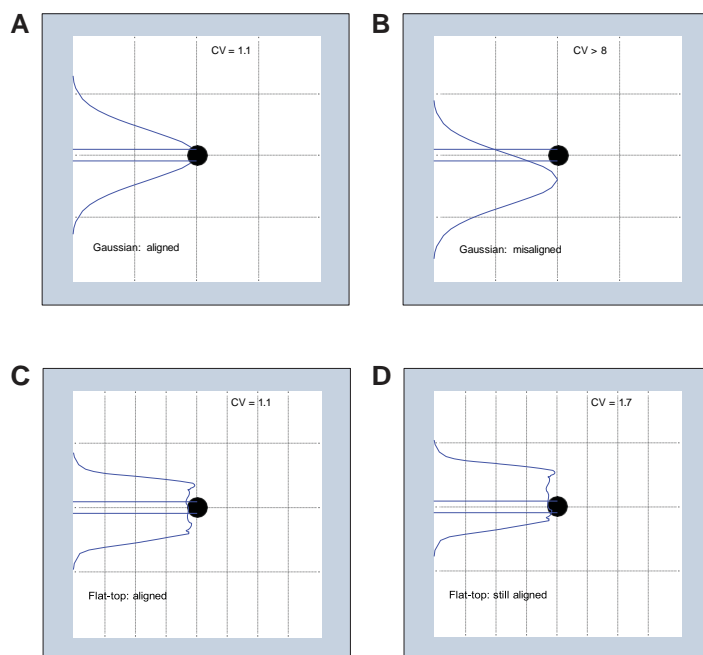 A
CV = 1.1
Gaussian: aligned
B
CV > 8
Gaussian: misaligned
C
CV = 1.1
Flat-top: aligned
D
CV = 1.7
Flat-top: still aligned